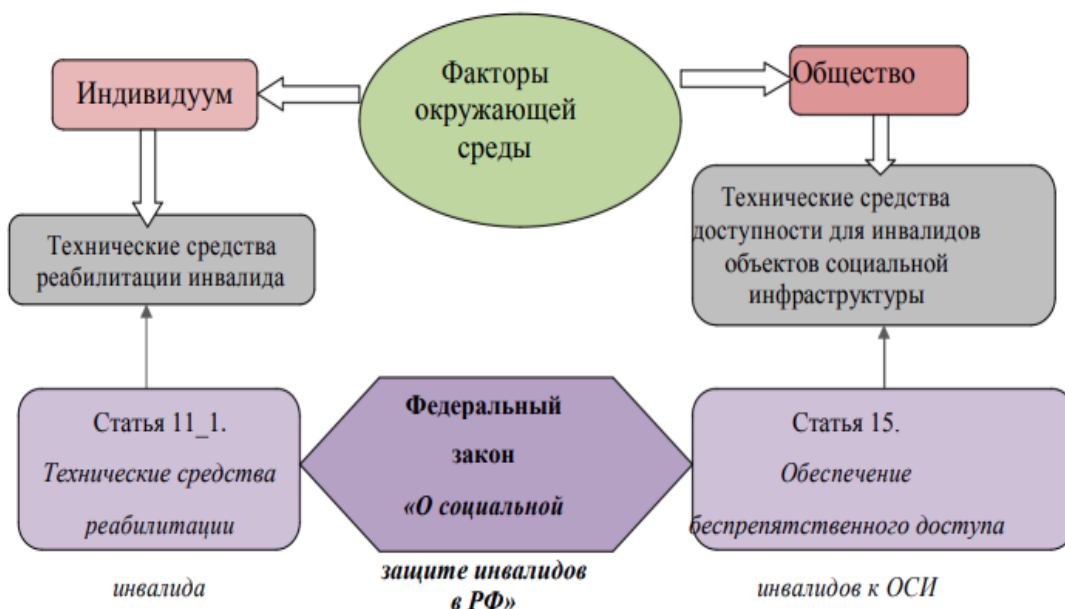 Факторы
окружающей
среды
Индивидуум
Общество
Технические средства
реабилитации инвалида
Технические средства
доступности для инвалидов
объектов социальной
инфраструктуры
Статья 11_1.
Технические средства
реабилитации
инвалида
Федеральный
закон
«О социальной
защите инвалидов
в РФ»
Статья 15.
Обеспечение
беспрепятственного доступа
инвалидов к ОСИ